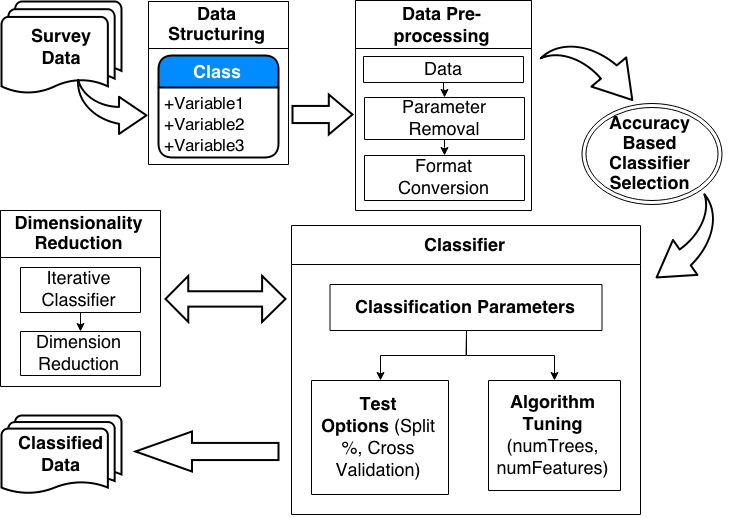 Survey
Data
Data
Structuring
Class
+Variable1
+Variable2
+Variable3
Data Pre-
processing
Data
Parameter
Removal
Format
Conversion
Accuracy
Based
Classifier
Selection
Dimensionality
Reduction
Iterative
Classifier
Dimension
Reduction
Classifier
Classification Parameters
Test
Options (Split
%, Cross
Validation)
Algorithm
Tuning
(numTrees,
numFeatures)
Classified
Data